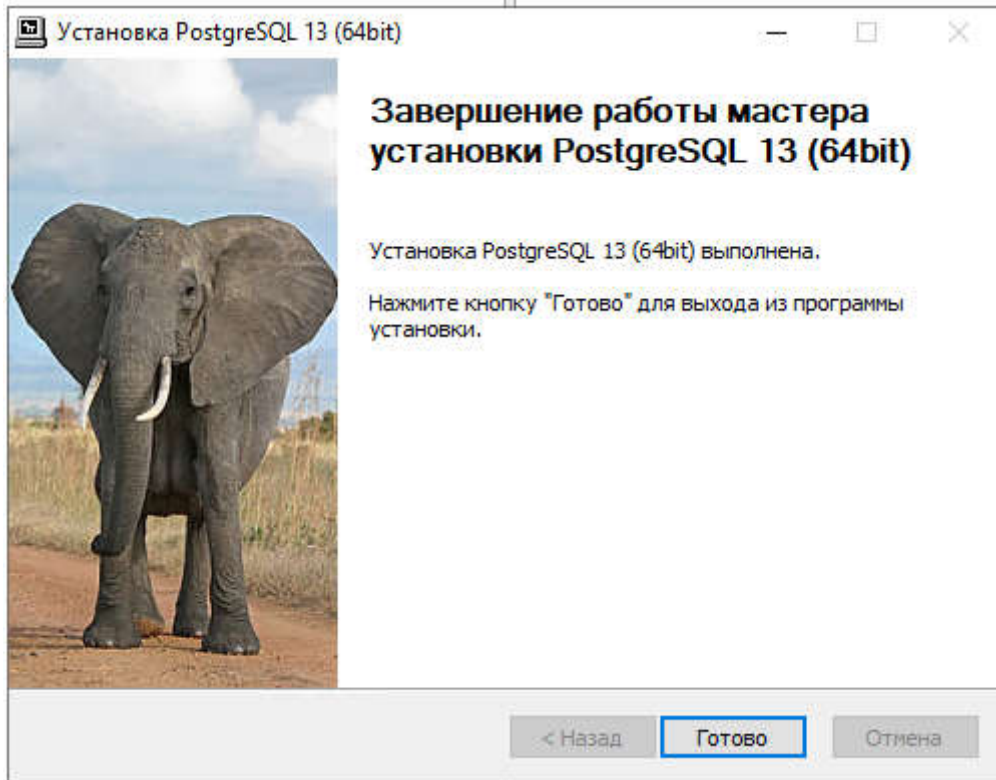 Установка PostgreSQL 13 (64bit)
Завершение работы мастера
установки PostgreSQL 13 (64bit)
Установка PostgreSQL 13 (64bit) выполнена.
Нажмите кнопку "Готово" для выхода из программы
установки.
< Назад
Готово
Отмена